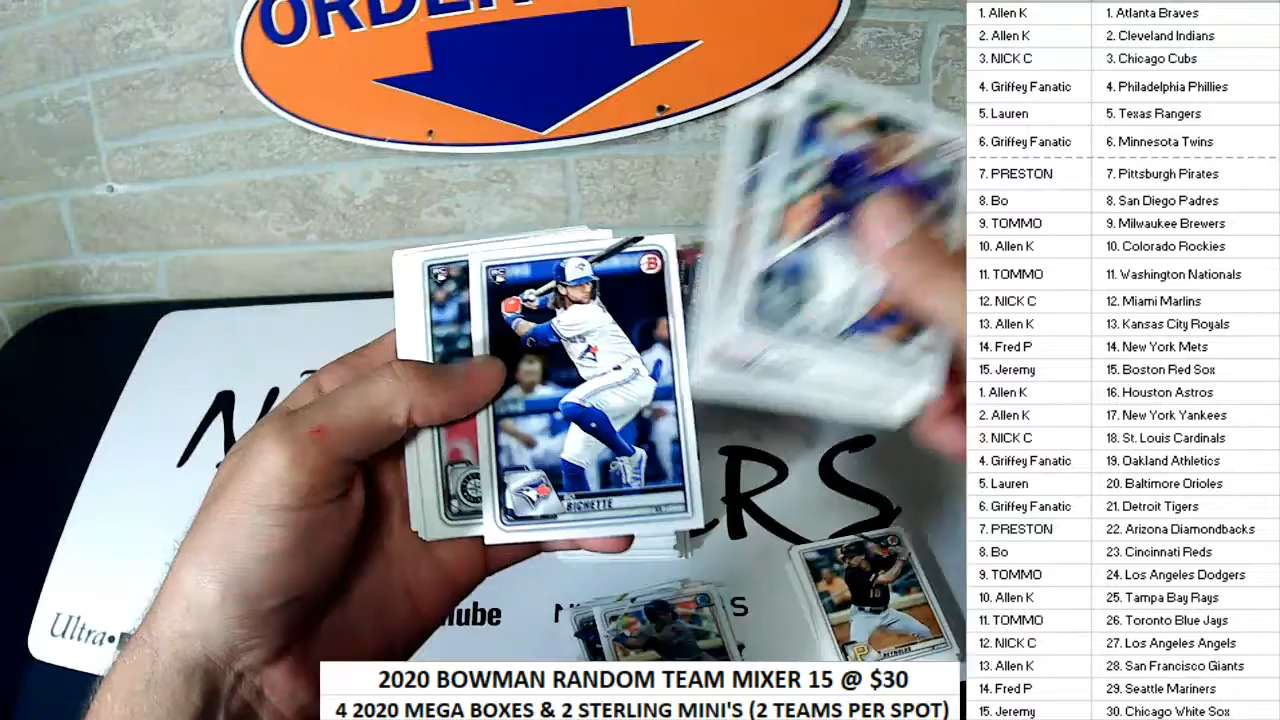 ORDER
1. Allen K 1. Atlanta Braves
2. Allen K 2. Cleveland Indians
3. NICK C 3. Chicago Cubs
4. Griffey Fanatic 4. Philadelphia Phillies
5. Lauren 5. Texas Rangers
6. Griffey Fanatic 6. Minnesota Twins
7. PRESTON 7. Pittsburgh Pirates
8. Bo 8. San Diego Padres
9. TOMMO 9. Milwaukee Brewers
10. Allen K 10. Colorado Rockies
11. TOMMO 11. Washington Nationals
12. NICK C 12. Miami Marlins
13. Allen K 13. Kansas City Royals
14. Fred P 14. New York Mets
15. Jeremy 15. Boston Red Sox
1. Allen K 16. Houston Astros
2. Allen K 17. New York Yankees
3. NICK C 18. St. Louis Cardinals
4. Griffey Fanatic 19. Oakland Athletics
5. Lauren 20. Baltimore Orioles
6. Griffey Fanatic 21. Detroit Tigers
7. PRESTON 22. Arizona Diamondbacks
8. Bo 23. Cincinnati Reds
9. TOMMO 24. Los Angeles Dodgers
10. Allen K 25. Tampa Bay Rays
11. TOMMO 26. Toronto Blue Jays
12. NICK C 27. Los Angeles Angels
13. Allen K 28. San Francisco Giants
14. Fred P 29. Seattle Mariners
15. Jeremy 30. Chicago White Sox
RC B
BICHETTE
RS
10
REYNOLDS
Ultra
ube
S
2020 BOWMAN RANDOM TEAM MIXER 15 @ $30
4 2020 MEGA BOXES & 2 STERLING MINI'S (2 TEAMS PER SPOT)